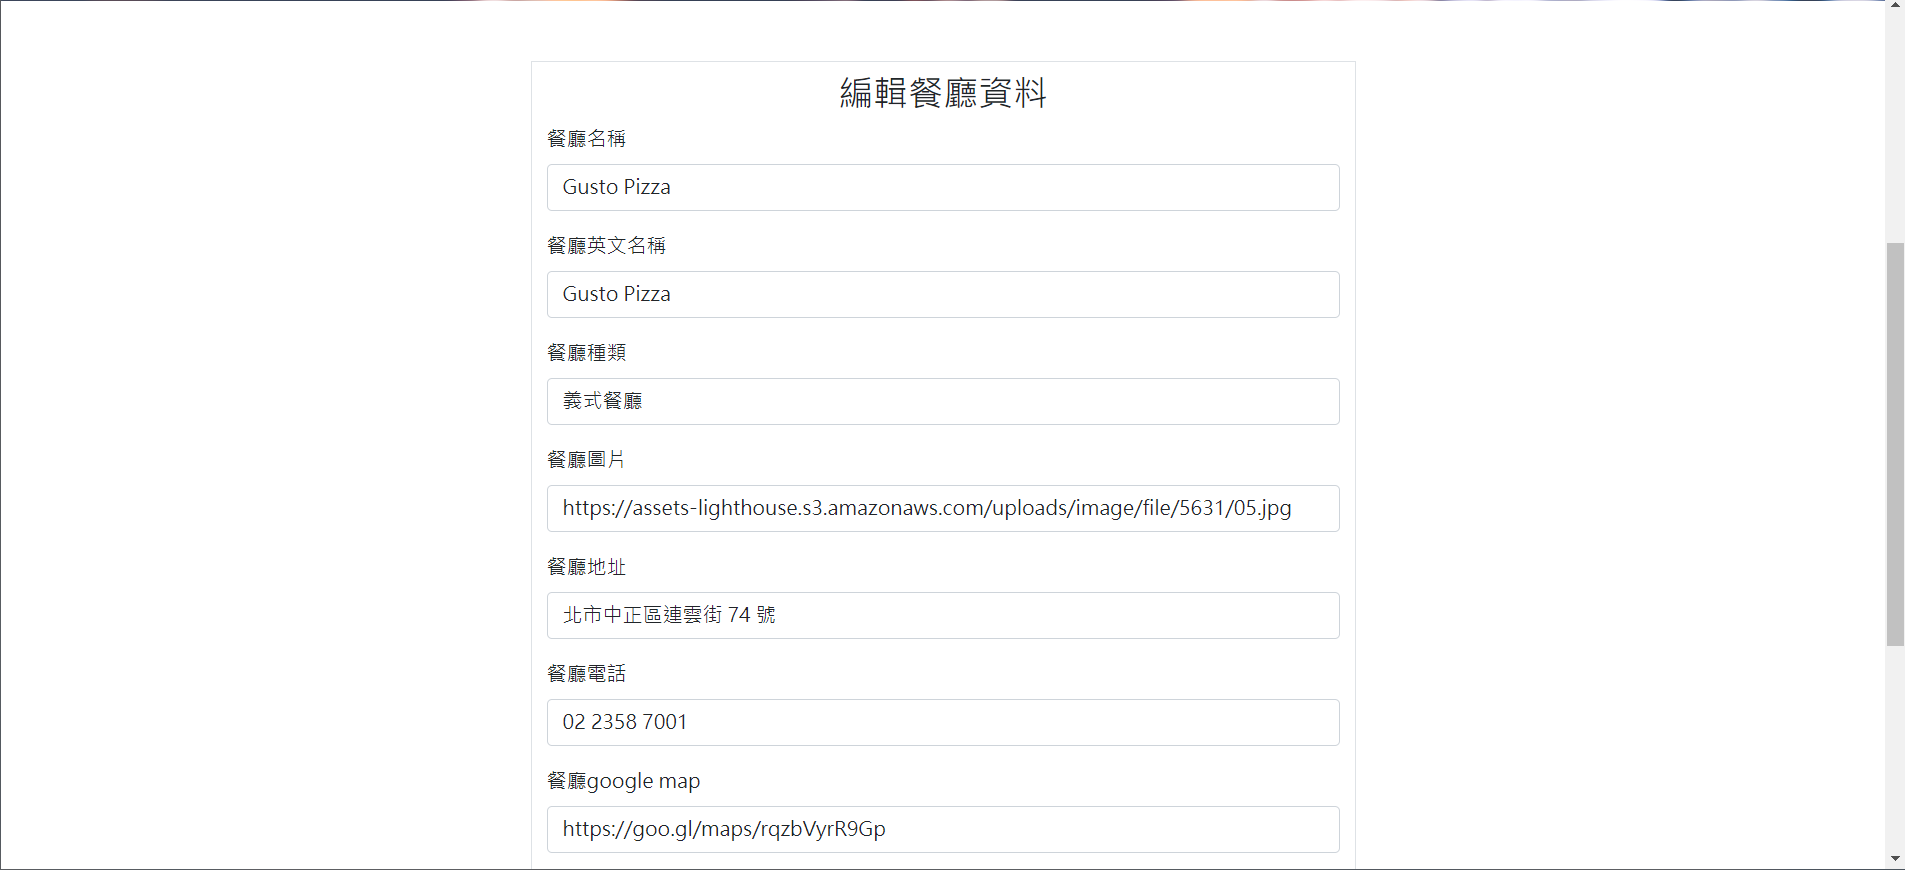 編輯餐廳資料
餐廳名稱
Gusto Pizza
餐廳英文名稱
Gusto Pizza
餐廳種類
義式餐廳
餐廳圖片
https://assets-lighthouse.s3.amazonaws.com/uploads/image/file/5631/05.jpg
餐廳地址
北市中正區連雲街 74 號
餐廳電話
02 2358 7001
餐廳google map
https://goo.gl/maps/rqzbVyrR9Gp